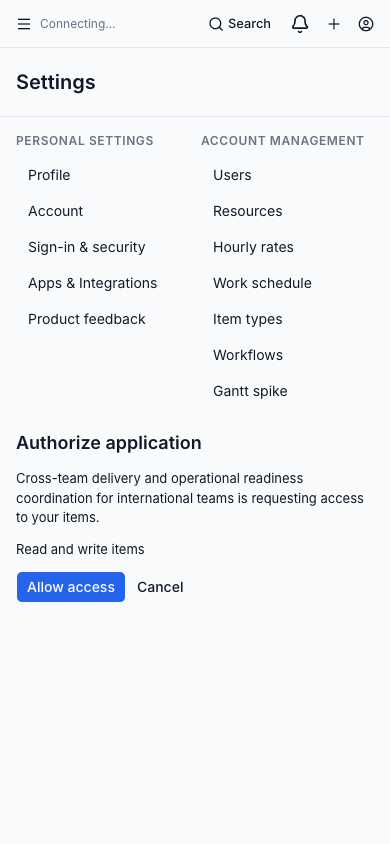 Connecting...
Search
Settings
PERSONAL SETTINGS
Profile
Account
Sign-in & security
Apps & Integrations
Product feedback
ACCOUNT MANAGEMENT
Users
Resources
Hourly rates
Work schedule
Item types
Workflows
Gantt spike
Authorize application
Cross-team delivery and operational readiness
coordination for international teams is requesting access
to your items.
Read and write items
Allow access
Cancel